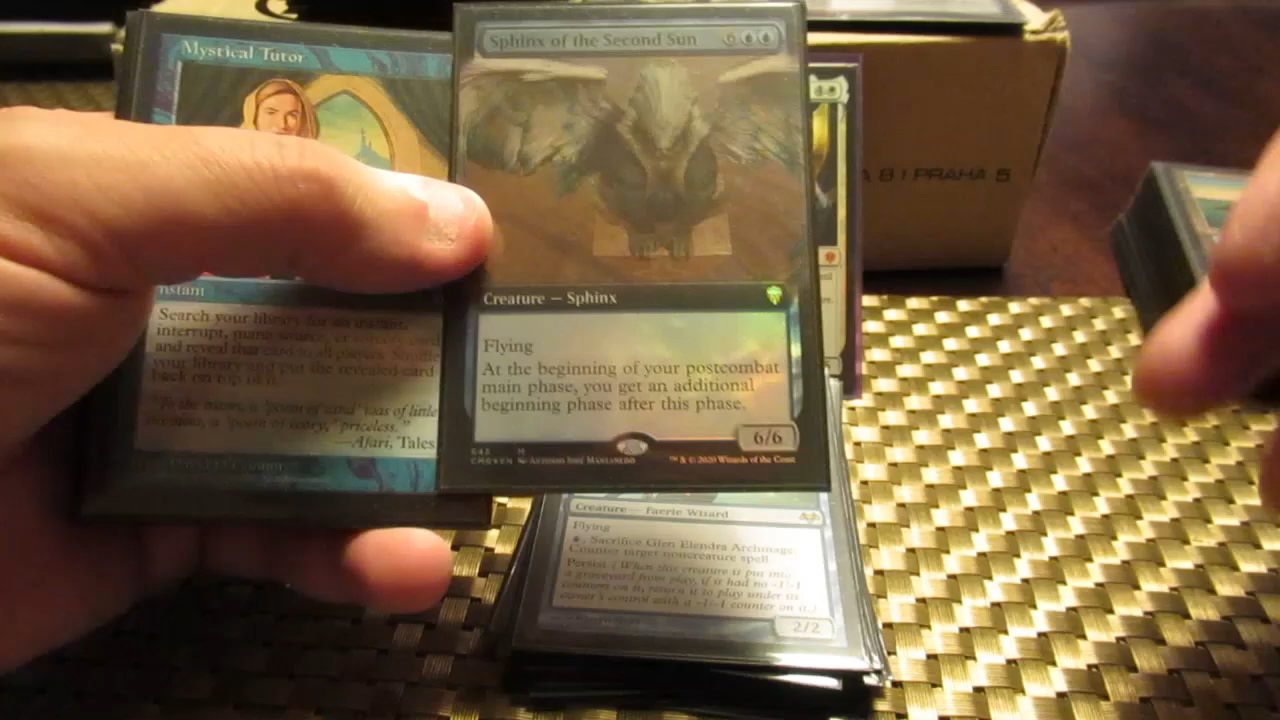 Mystical Tutor
Instant
Search your library for an instant,
interrupt, mana source, or sorcery card
and reveal that card to all players. Shuffle
your library and put the revealed card
back on top of it.
—Afari, Tales
Sphinx of the Second Sun 6
Creature — Sphinx
Flying
At the beginning of your postcombat
main phase, you get an additional
beginning phase after this phase.
6/6
™ & © 2020 Wizards of the Coast
4
A 8 | PRAHA 5
Creature — Faerie Wizard
Flying
, Sacrifice Glen Elendra Archmage:
Counter target noncreature spell.
Persist (When this creature is put into
a graveyard from play, if it had no -1/-1
counters on it, return it to play under its
owner's control with a -1/-1 counter on it.)
2/2